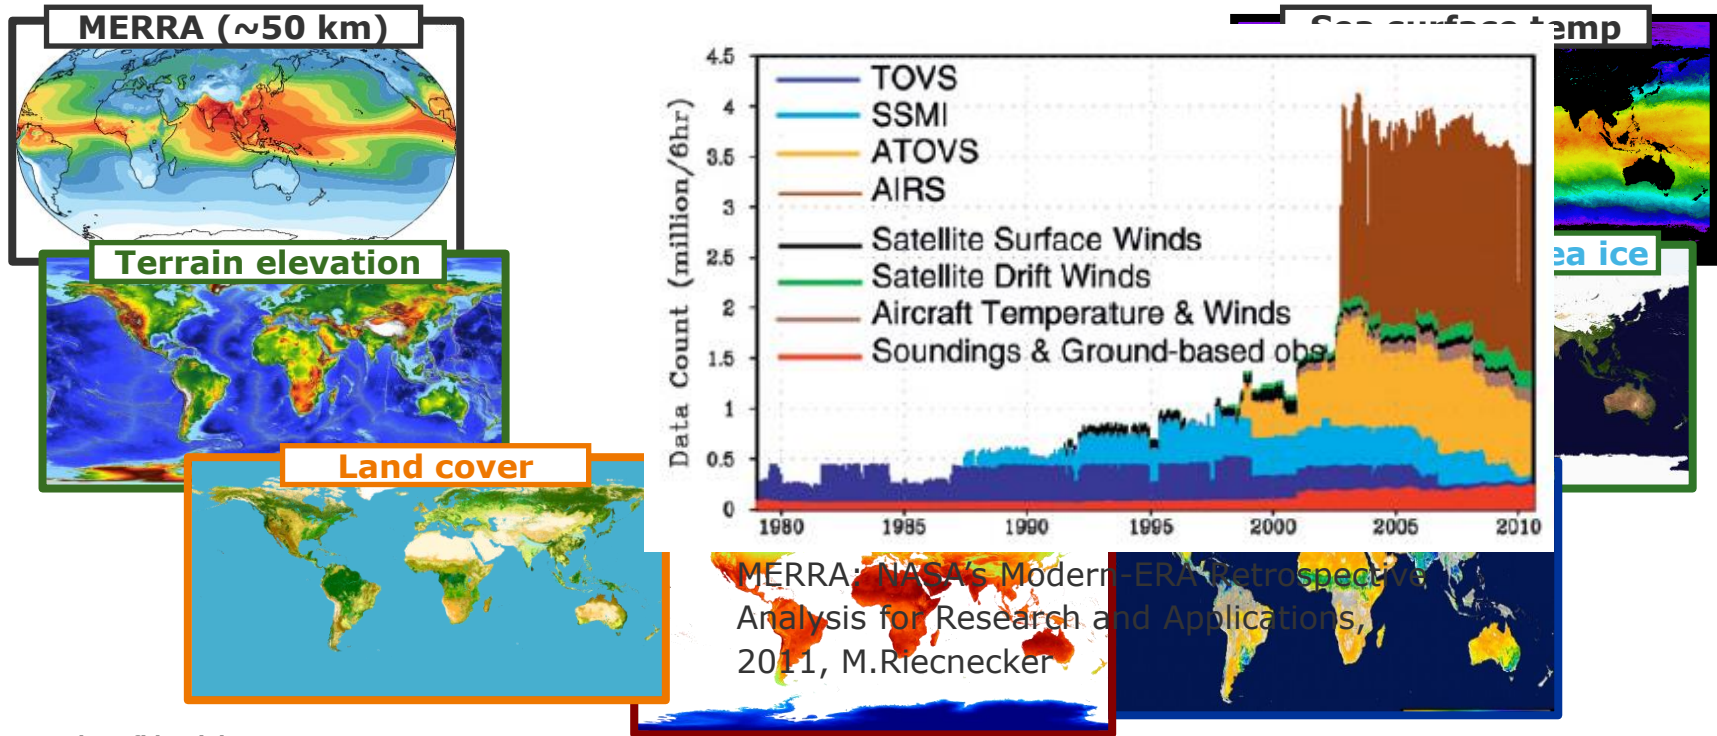 MERRA (~50 km)
Sea surface temp
Terrain elevation
ea ice
Land cover
Data Count (million/6hr)
4.5
4
3.5
3
2.5
2
1.5
1
0.5
0
TOVS
SSMI
ATOVS
AIRS
Satellite Surface Winds
Satellite Drift Winds
Aircraft Temperature & Winds
Soundings & Ground-based obs
1980
1985
1990
1995
2000
2005
2010
MERRA: NASA's Modern-ERA Retrospective
Analysis for Research and Applications,
2011, M.Riecnecker